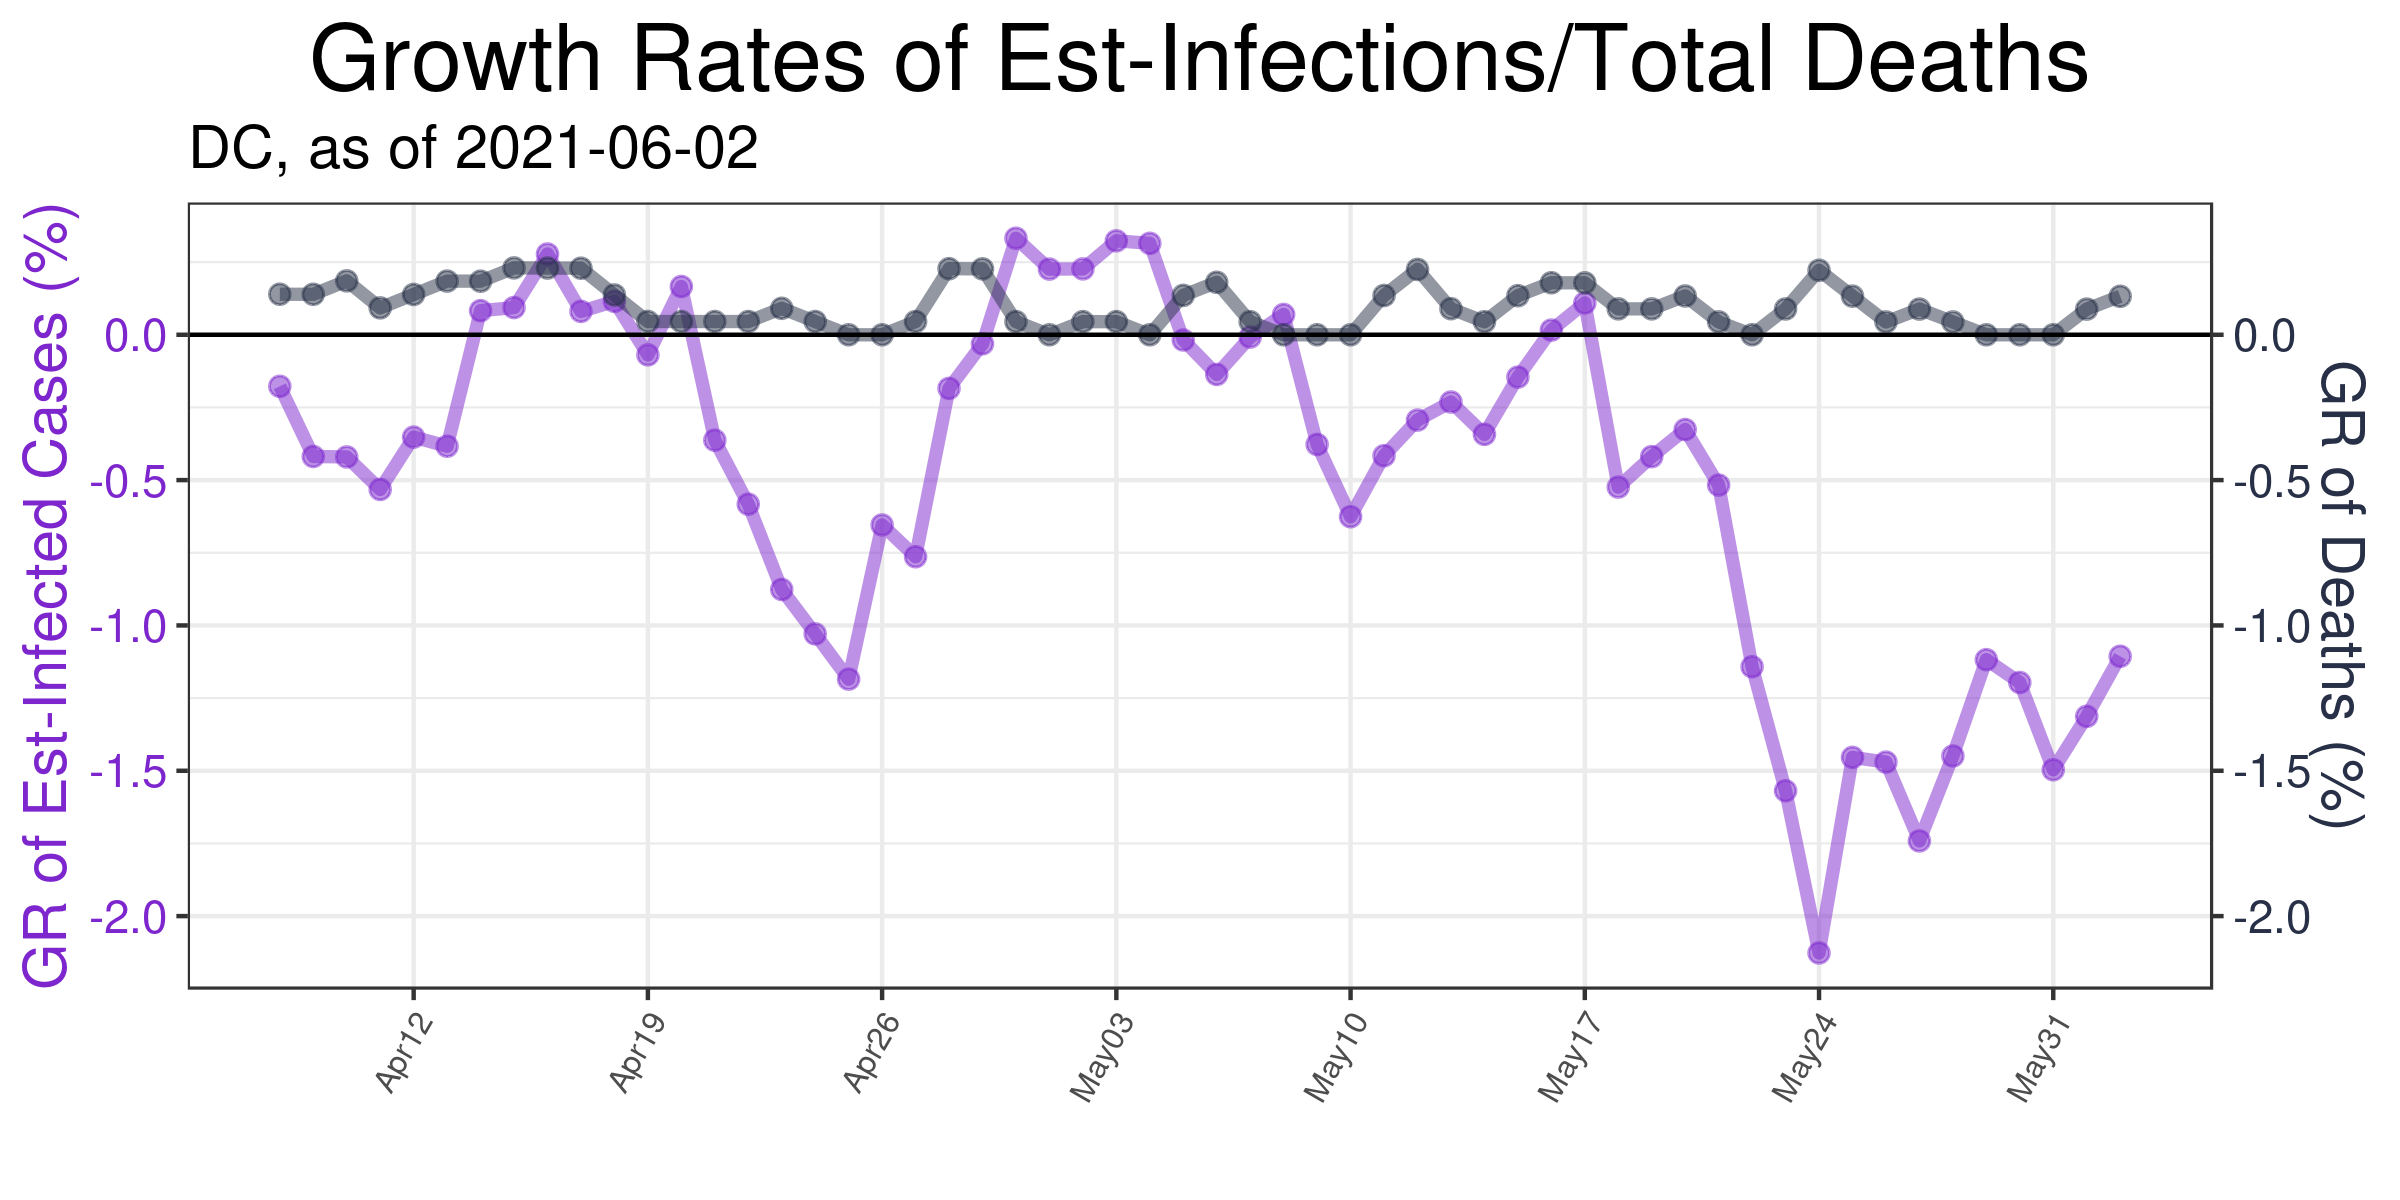 Growth Rates of Est-Infections/Total Deaths
DC, as of 2021-06-02
GR of Est-Infected Cases (%)
0.0
-0.5
-1.0
-1.5
-2.0
0.0
-0.5
-1.0
-1.5
-2.0
GR of Deaths (%)
Apr12
Apr19
Apr26
May03
May10
May17
May24
May31